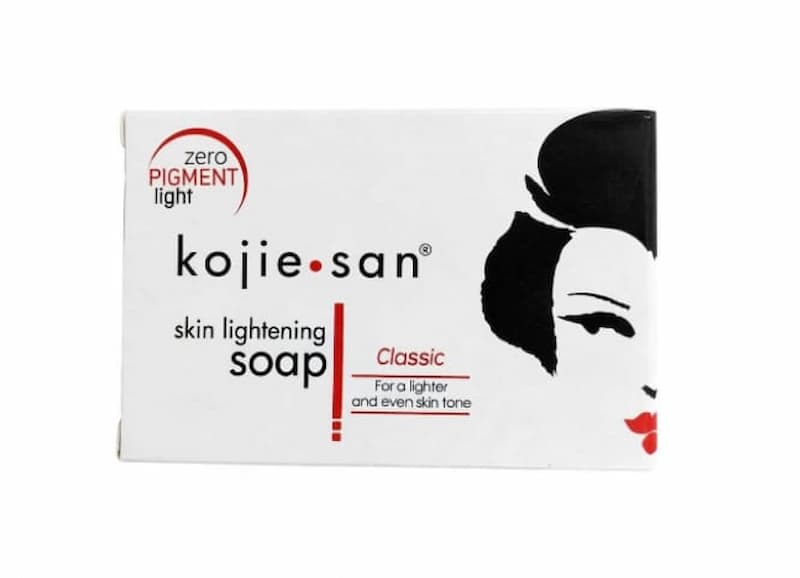 zero
PIGMENT
light
kojie•san®
skin lightening
soap
Classic
For a lighter
and even skin tone